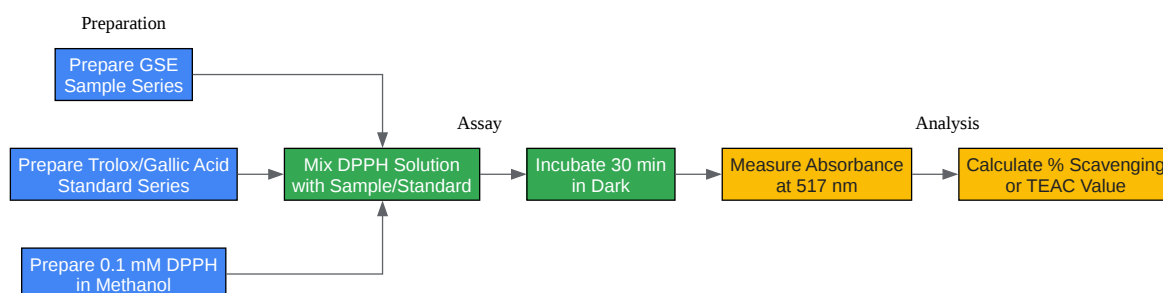 Preparation
Prepare GSE
Sample Series
Prepare Trolox/Gallic Acid
Standard Series
Prepare 0.1 mM DPPH
in Methanol
Assay
Mix DPPH Solution
with Sample/Standard
Incubate 30 min
in Dark
Analysis
Measure Absorbance
at 517 nm
Calculate % Scavenging
or TEAC Value